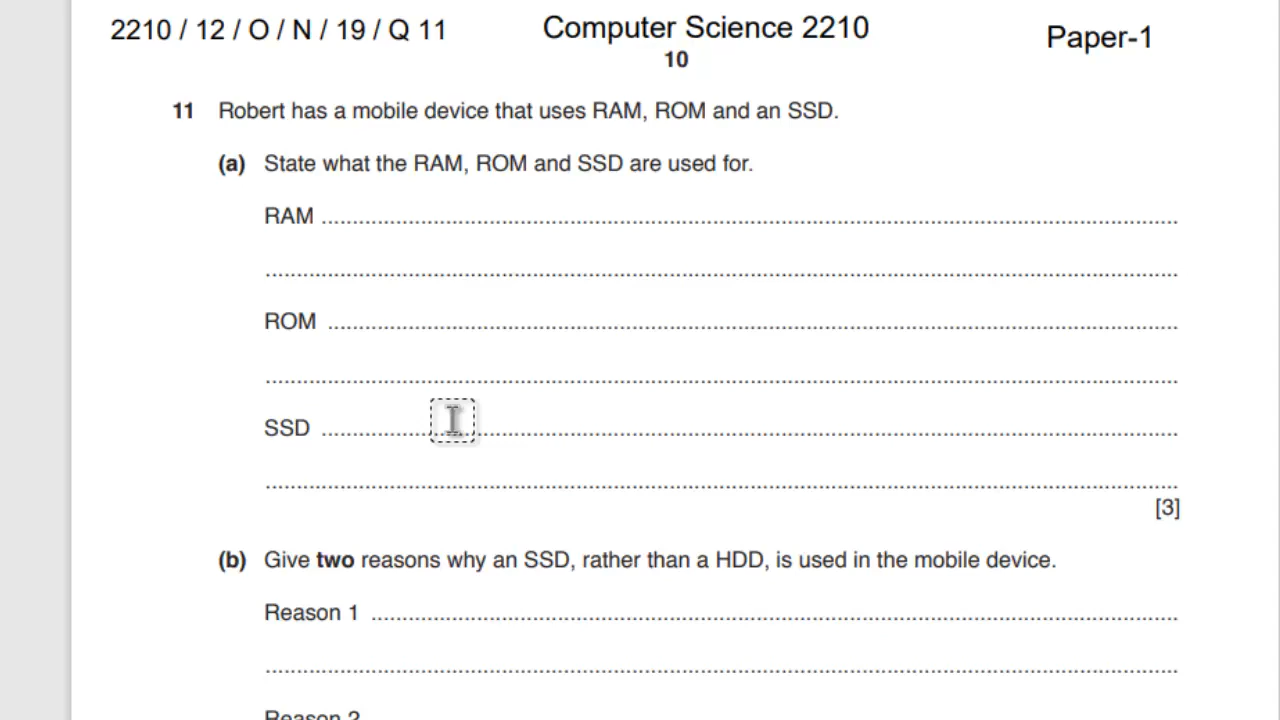 2210 / 12 / O / N / 19 / Q 11 Computer Science 2210 Paper-1
10
11 Robert has a mobile device that uses RAM, ROM and an SSD.
(a) State what the RAM, ROM and SSD are used for.
RAM ........................................................................
........................................................................
ROM ........................................................................
........................................................................
SSD ........................................................................
........................................................................
[3]
(b) Give two reasons why an SSD, rather than a HDD, is used in the mobile device.
Reason 1 ........................................................................
........................................................................
Reason 2